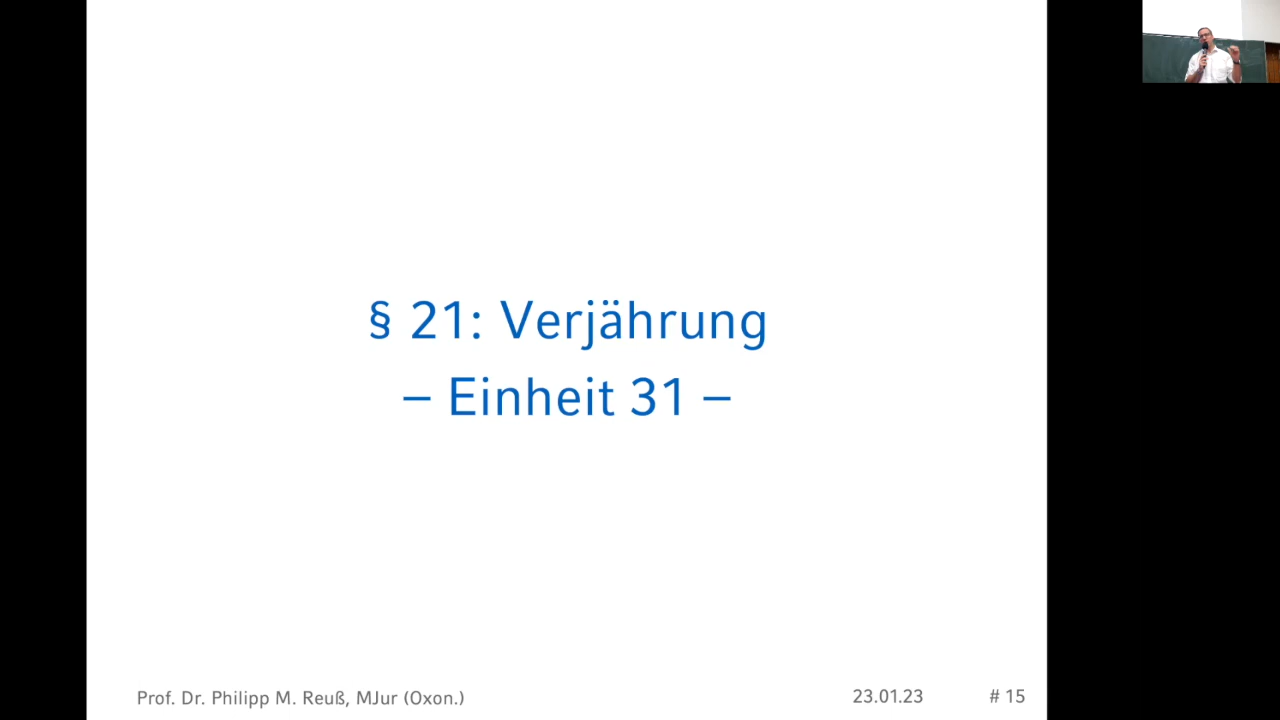 § 21: Verjährung
– Einheit 31 –
Prof. Dr. Philipp M. Reuß, MJur (Oxon.)
23.01.23
# 15